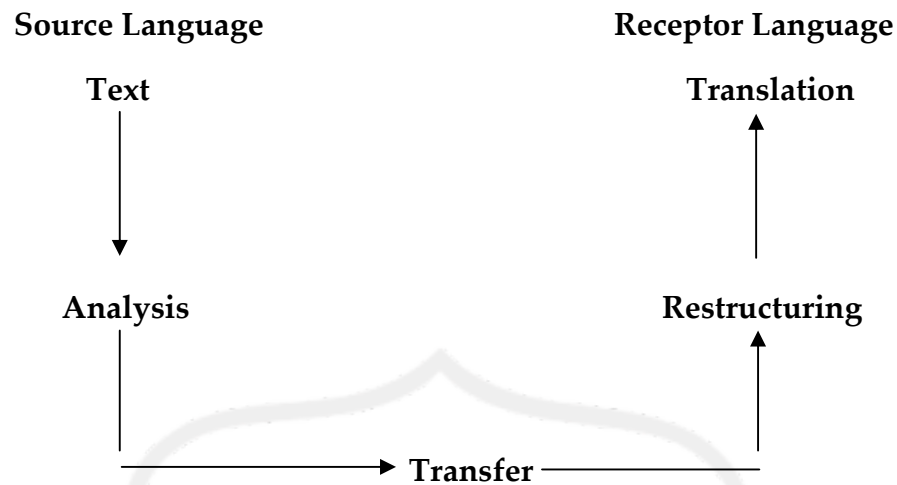 Source Language Receptor Language
Text Translation
Analysis Restructuring
Transfer